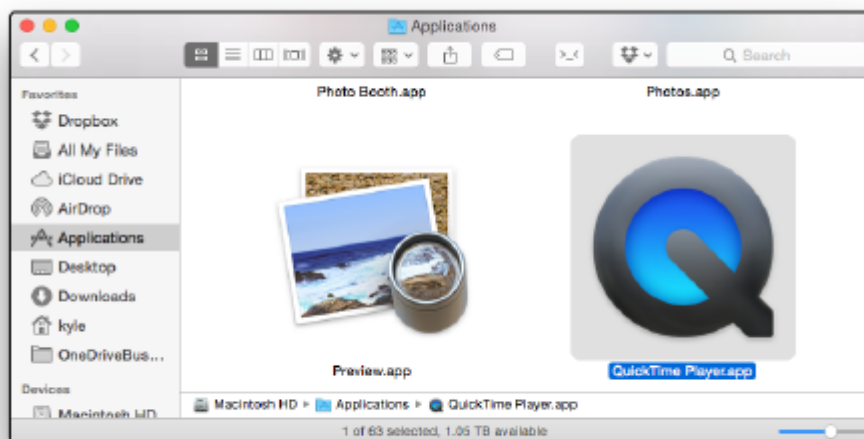 Applications
Search
Favorites
Dropbox
All My Files
iCloud Drive
AirDrop
Applications
Desktop
Downloads
kyle
OneDriveBus...
Devices
Macintosh HD
Photo Booth.app
Photos.app
Preview.app
QuickTime Player.app
Macintosh HD ▸ Applications ▸ QuickTime Player.app
1 of 63 selected, 1.05 TB available